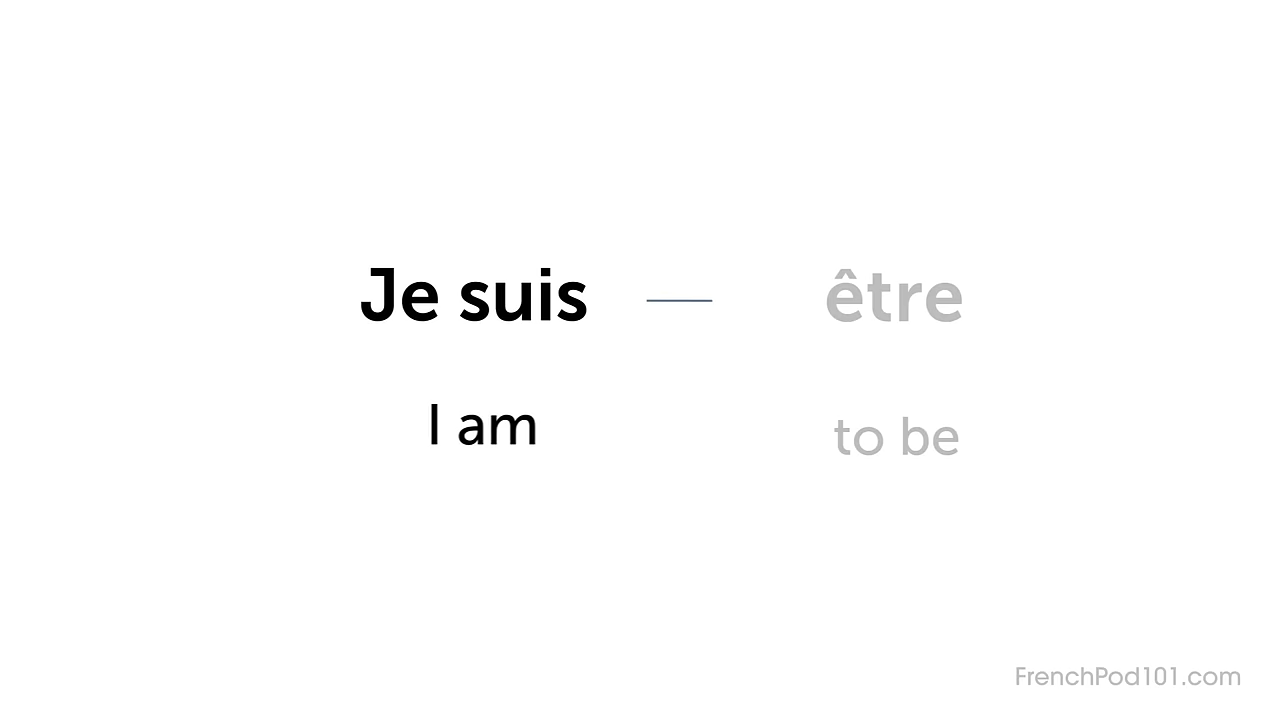 Je suis — être
I am to be
FrenchPod101.com